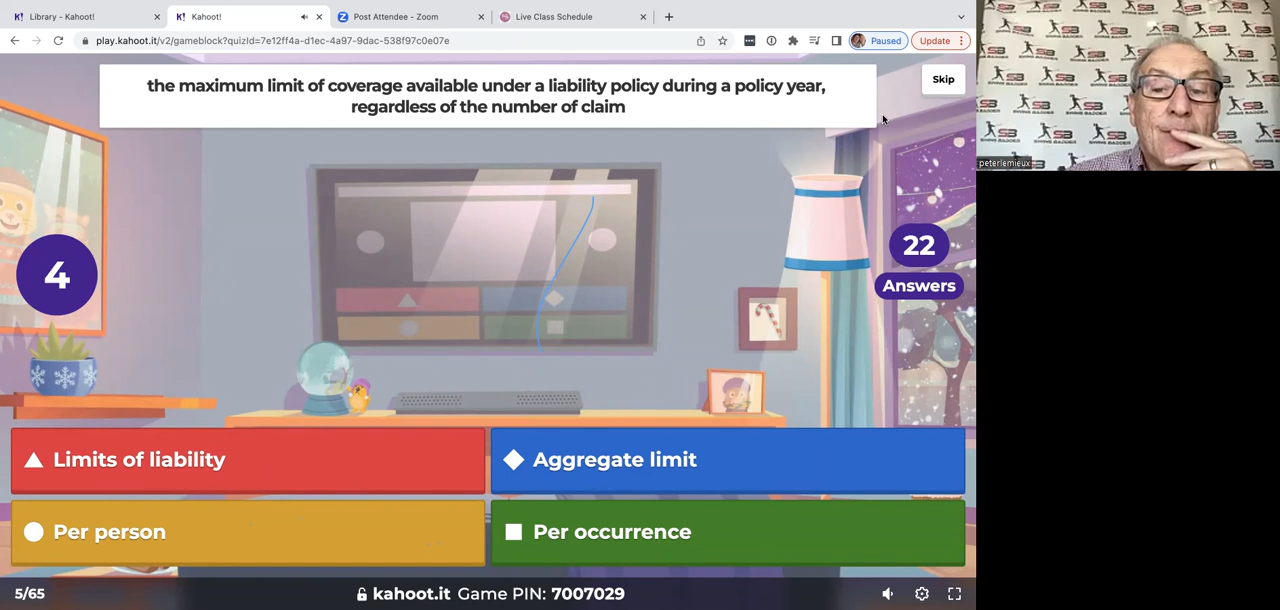 Library - Kahoot!
Kahoot!
Post Attendee - Zoom
Live Class Schedule
play.kahoot.it/v2/gameblock?quizId=7e12ff4a-d1ec-4a97-9dac-538f97c0e07e
Paused
Update
the maximum limit of coverage available under a liability policy during a policy year,
regardless of the number of claim
Skip
peterlemieux
4
22
Answers
Limits of liability
Aggregate limit
Per person
Per occurrence
5/65
kahoot.it Game PIN: 7007029